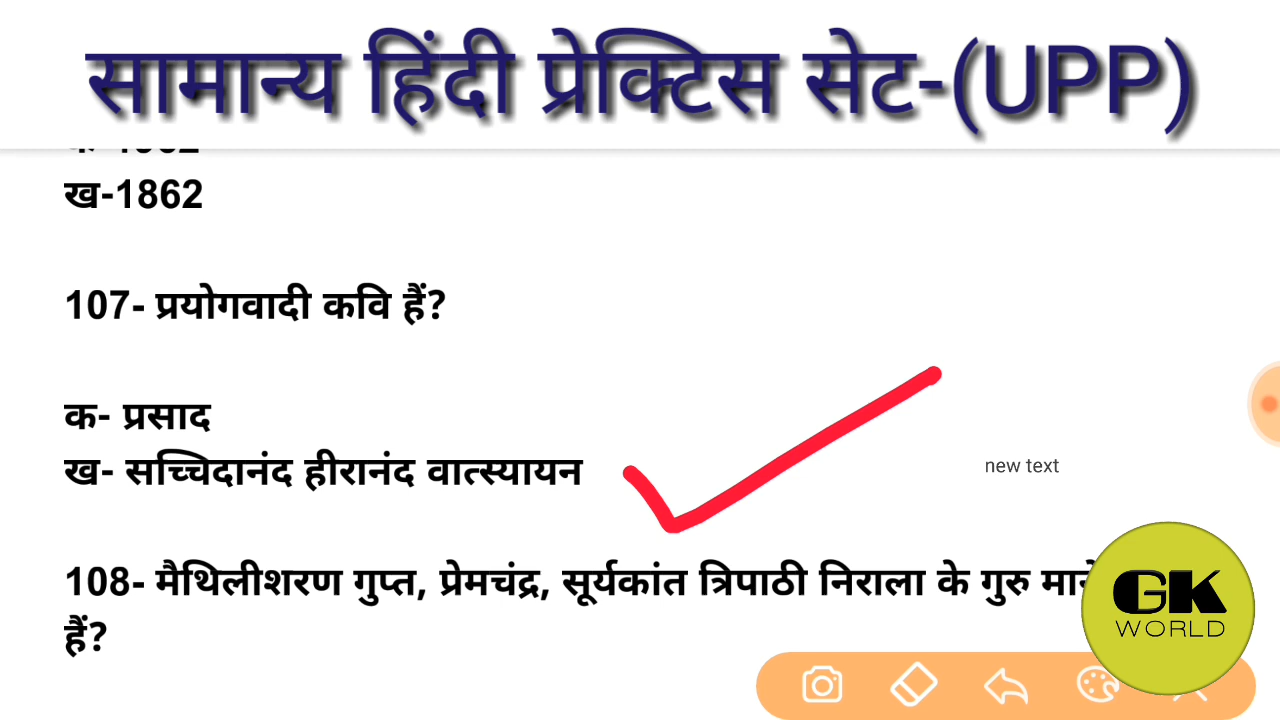 सामान्य हिंदी प्रेक्टिस सेट-(UPP)
ख-1862
107- प्रयोगवादी कवि हैं?
क- प्रसाद
ख- सच्चिदानंद हीरानंद वात्स्यायन
new text
108- मैथिलीशरण गुप्त, प्रेमचंद्र, सूर्यकांत त्रिपाठी निराला के गुरु
हैं?
GK
WORLD